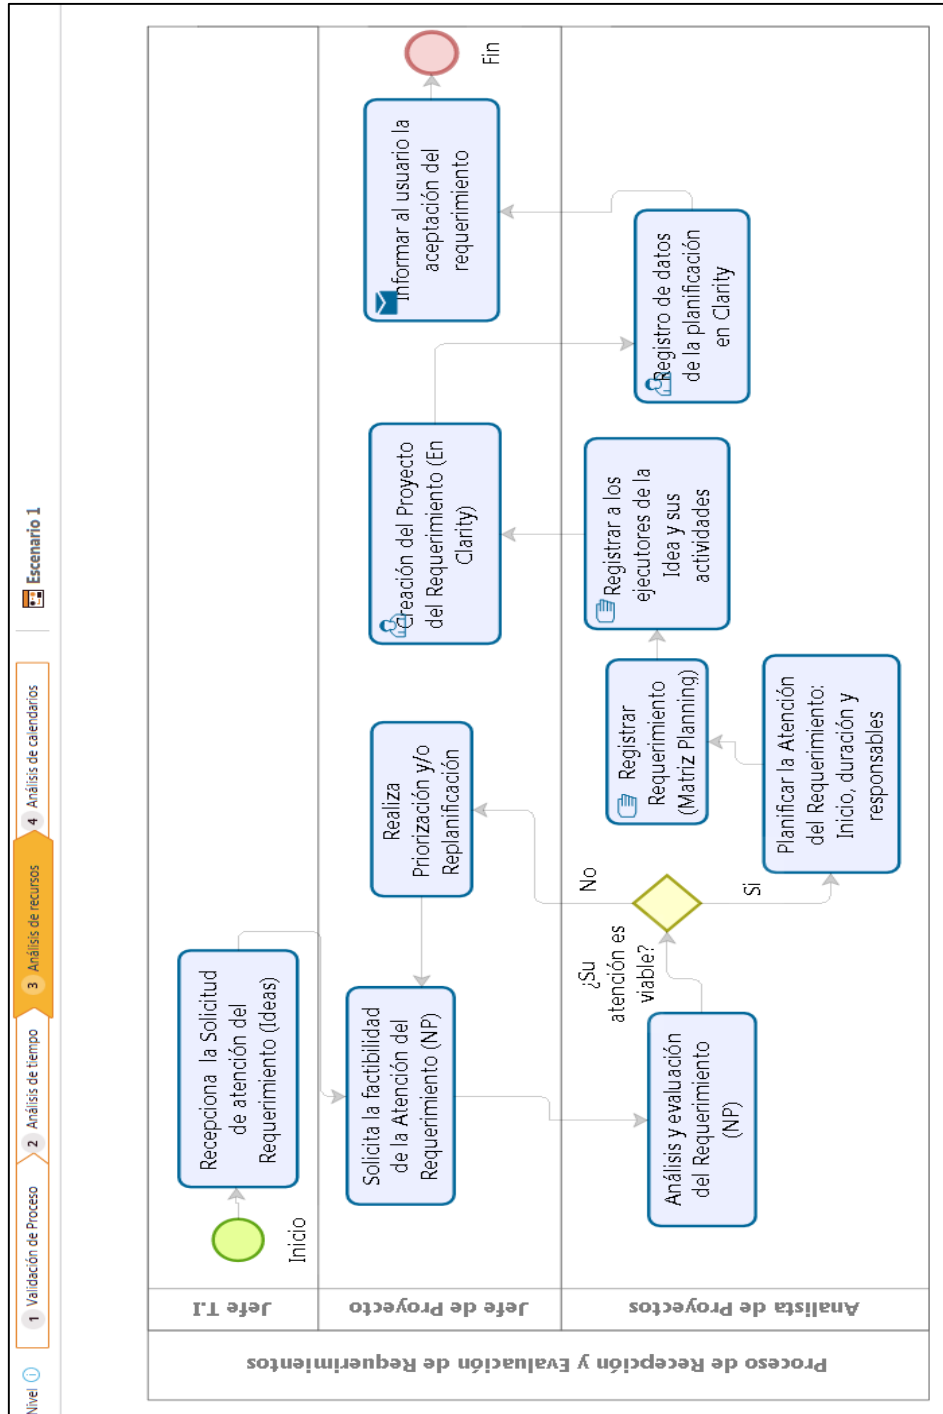 Nivel
1 Validación de Proceso
2 Análisis de tiempo
3 Análisis de recursos
4 Análisis de calendarios
Escenario 1
Proceso de Recepción y Evaluación de Requerimientos
Jefe T.I
Inicio
Recepciona la Solicitud
de atención del
Requerimiento (Ideas)
Jefe de Proyecto
Solicita la factibilidad
de la Atención del
Requerimiento (NP)
Realiza
Priorización y/o
Replanificación
Creación del Proyecto
del Requerimiento (En
Clarity)
Informar al usuario la
aceptación del
requerimiento
Fin
Analista de Proyectos
Análisis y evaluación
del Requerimiento
(NP)
¿Su
atención es
viable?
No
Si
Planificar la Atención
del Requerimiento:
Inicio, duración y
responsables
Registrar
Requerimiento
(Matriz Planning)
Registrar a los
ejecutores de la
Idea y sus
actividades
Registro de datos
de la planificación
en Clarity